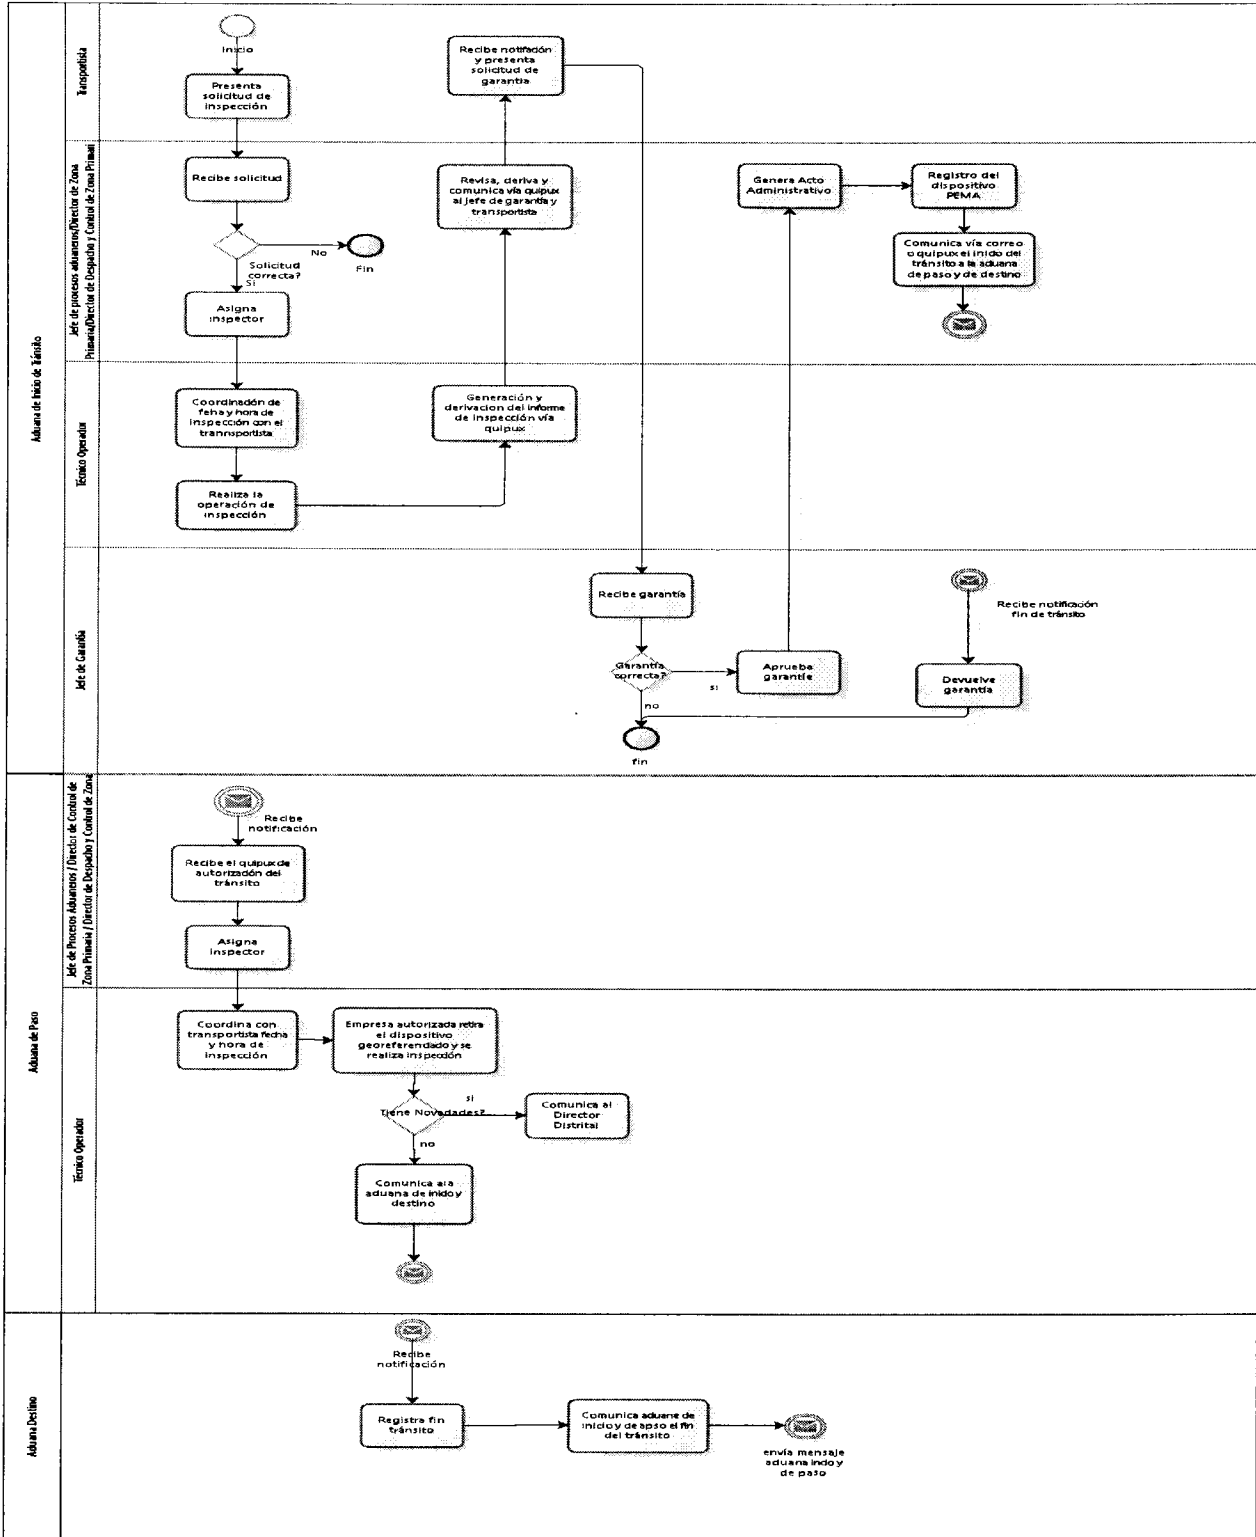 Aduana de Inicio de Tránsito
Transportista
Inicio
Presenta
solicitud de
inspección
Recibe notifación
y presenta
solicitud de
garantía
Jefe de procesos aduaneros/Director de Zona
Primaria/Director de Despacho y Control de Zona Primari
Recibe solicitud
Solicitud
correcta?
No
Fin
Si
Asigna
inspector
Revisa, deriva y
comunica vía quipux
al jefe de garantía y
transportista
Genera Acto
Administrativo
Registro del
dispositivo
PEMA
Comunica vía correo
o quipux el inicio del
tránsito a la aduana
de paso y de destino
Técnico Operador
Coordinación de
feha y hora de
inspección con el
trannsportista
Realiza la
operación de
inspección
Generación y
derivacion del informe
de inspección vía
quipux
Jefe de Garantía
Recibe garantía
Garantía
correcta?
si
no
fin
Aprueba
garantíe
Recibe notificación
fin de tránsito
Devuelve
garantía
Aduana de Paso
Jefe de Procesos Aduaneros / Director de Control de
Zona Primaria / Director de Despacho y Control de Zona
Recibe
notificación
Recibe el quipux de
autorización del
tránsito
Asigna
inspector
Técnico Operador
Coordina con
transportista fecha
y hora de
inspección
Empresa autorizada retira
el dispositivo
georeferenciado y se
realiza inspección
Tiene Novedades?
si
Comunica al
Director
Distrital
no
Comunica a la
aduana de inicio y
destino
Aduana Destino
Recibe
notificación
Registra fin
tránsito
Comunica aduane de
inicio y de apso el fin
del tránsito
envía mensaje
aduana inicio y
de paso